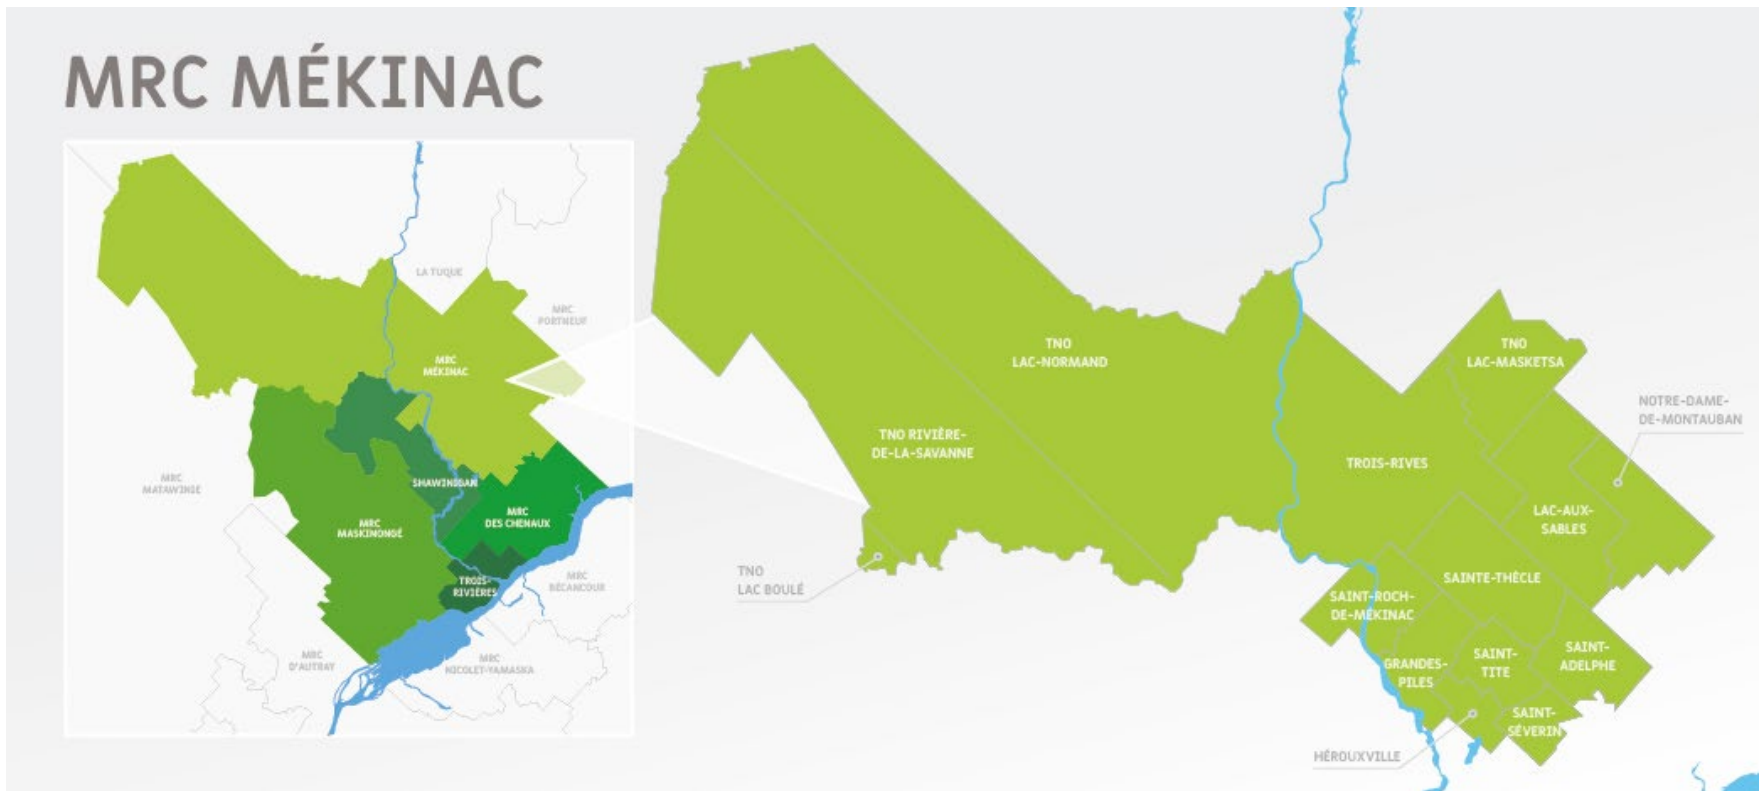 MRC MÉKINAC
LA TUQUE
MRC
PORTNEUF
MRC
MÉKINAC
MRC
MATAWINIE
SHAWINIGAN
MRC
DES CHENAUX
MRC
MASKINONGÉ
TROIS-
RIVIÈRES
MRC
BÉCANCOUR
MRC
D'AUTRAY
MRC
NICOLET-YAMASKA
TNO
LAC-NORMAND
TNO
LAC-MASKETSA
NOTRE-DAME-
DE-MONTAUBAN
TNO RIVIÈRE-
DE-LA-SAVANNE
TROIS-RIVES
LAC-AUX-
SABLES
TNO
LAC BOULÉ
SAINTE-THÈCLE
SAINT-ROCH-
DE-MÉKINAC
GRANDES-
PILES
SAINT-
TITE
SAINT-
ADELPHE
SAINT-
SÉVERIN
HÉROUXVILLE